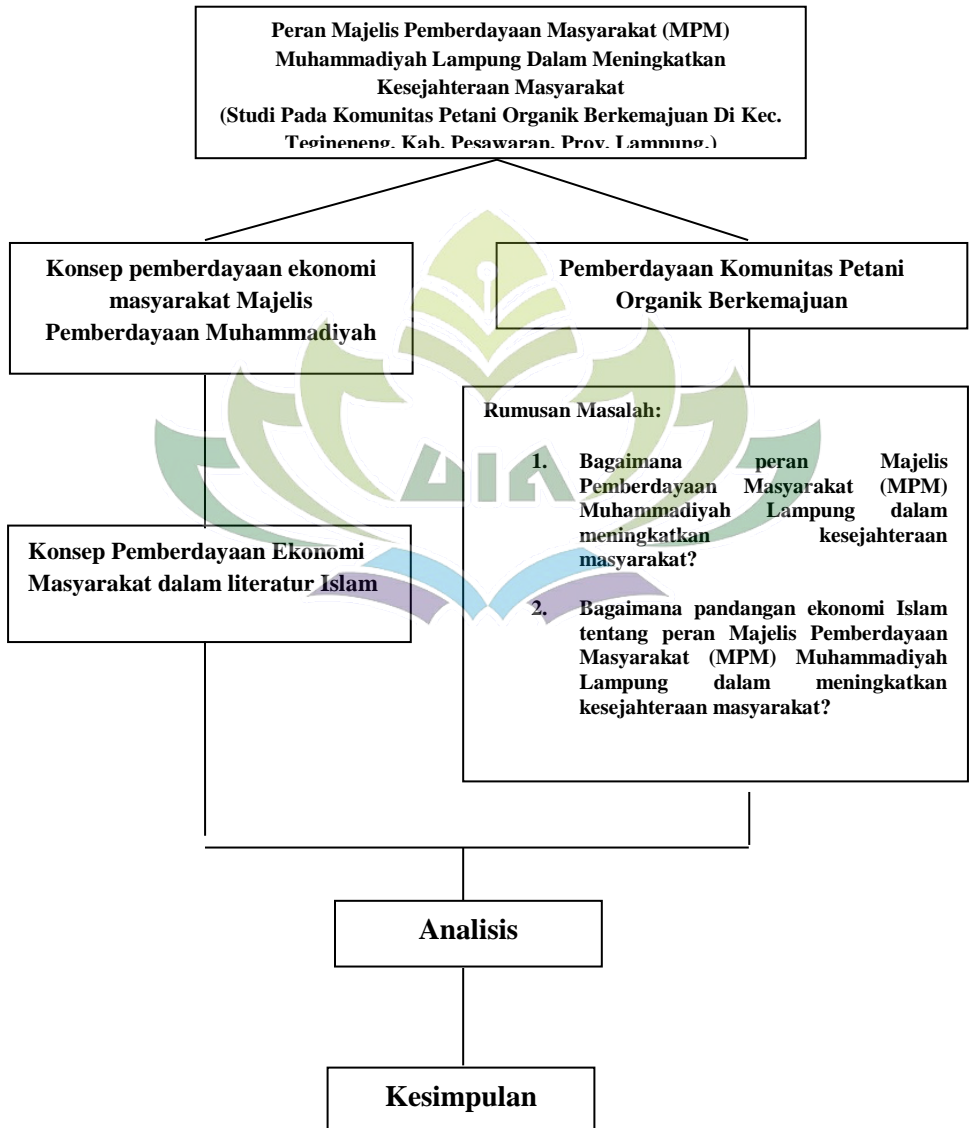 Peran Majelis Pemberdayaan Masyarakat (MPM)
Muhammadiyah Lampung Dalam Meningkatkan
Kesejahteraan Masyarakat
(Studi Pada Komunitas Petani Organik Berkemajuan Di Kec.
Tegineneng, Kab. Pesawaran, Prov. Lampung.)
Konsep pemberdayaan ekonomi
masyarakat Majelis
Pemberdayaan Muhammadiyah
Pemberdayaan Komunitas Petani
Organik Berkemajuan
Konsep Pemberdayaan Ekonomi
Masyarakat dalam literatur Islam
Rumusan Masalah:
1. Bagaimana peran Majelis
Pemberdayaan Masyarakat (MPM)
Muhammadiyah Lampung dalam
meningkatkan kesejahteraan
masyarakat?
2. Bagaimana pandangan ekonomi Islam
tentang peran Majelis Pemberdayaan
Masyarakat (MPM) Muhammadiyah
Lampung dalam meningkatkan
kesejahteraan masyarakat?
UIN
Analisis
Kesimpulan